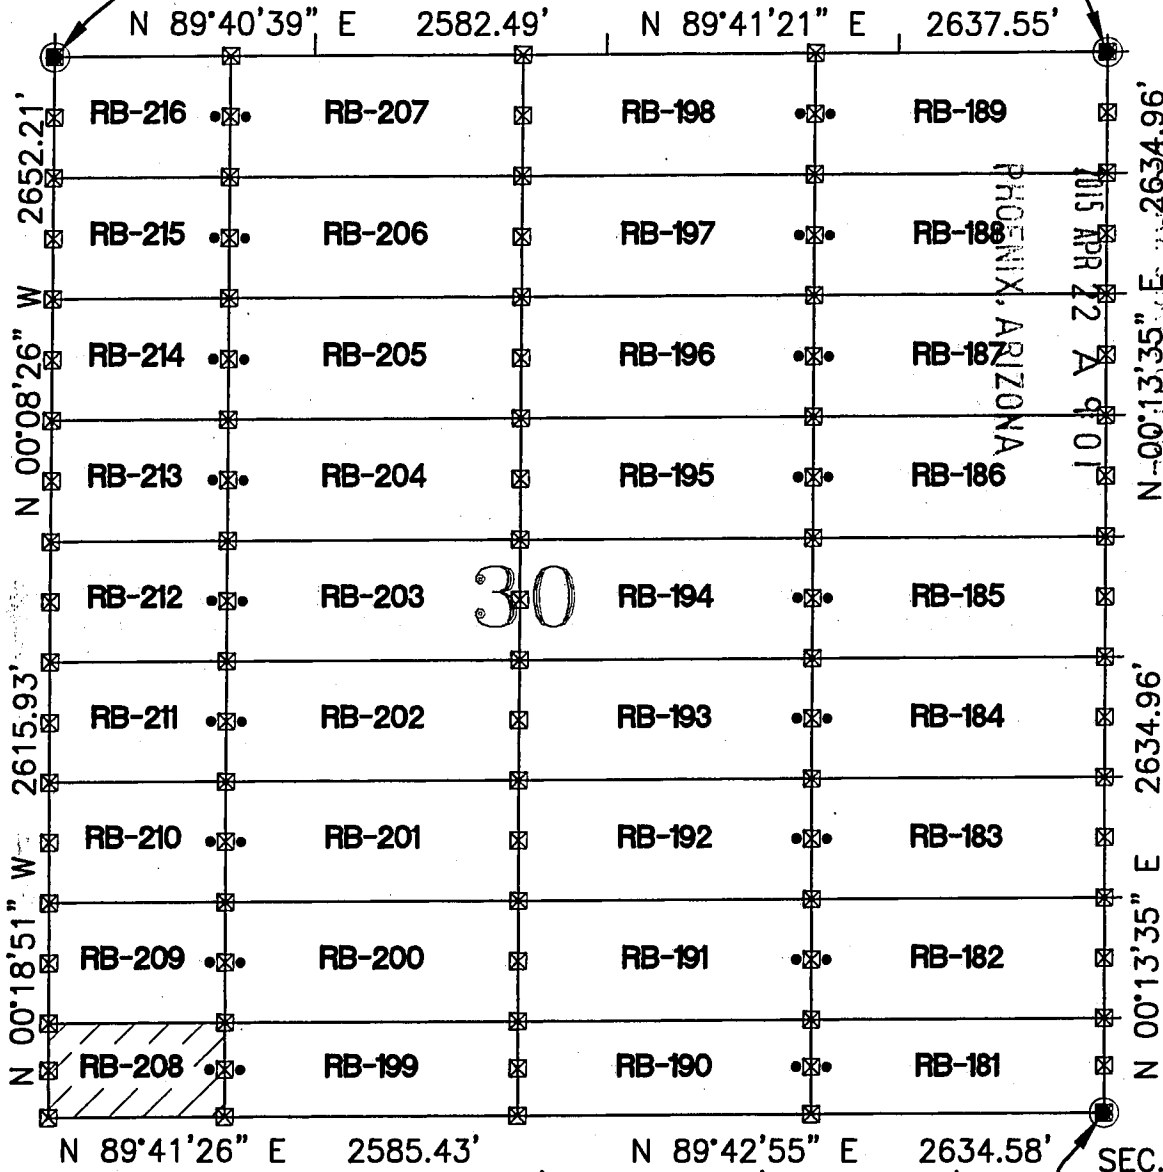 N 89°40'39" E 2582.49' N 89°41'21" E 2637.55'
RB-216 RB-207 RB-198 RB-189
RB-215 RB-206 RB-197 RB-188
RB-214 RB-205 RB-196 RB-187
RB-213 RB-204 RB-195 RB-186
RB-212 RB-203 RB-194 RB-185
30
RB-211 RB-202 RB-193 RB-184
RB-210 RB-201 RB-192 RB-183
RB-209 RB-200 RB-191 RB-182
RB-208 RB-199 RB-190 RB-181
N 89°41'26" E 2585.43' N 89°42'55" E 2634.58'
SEC.
N 00°08'26" W 2652.21'
N 00°18'51" W 2615.93'
N 00°13'35" E 2634.96'
N 00°13'35" E 2634.96'
2015 APR 22 A 9:01
PHOENIX, ARIZONA